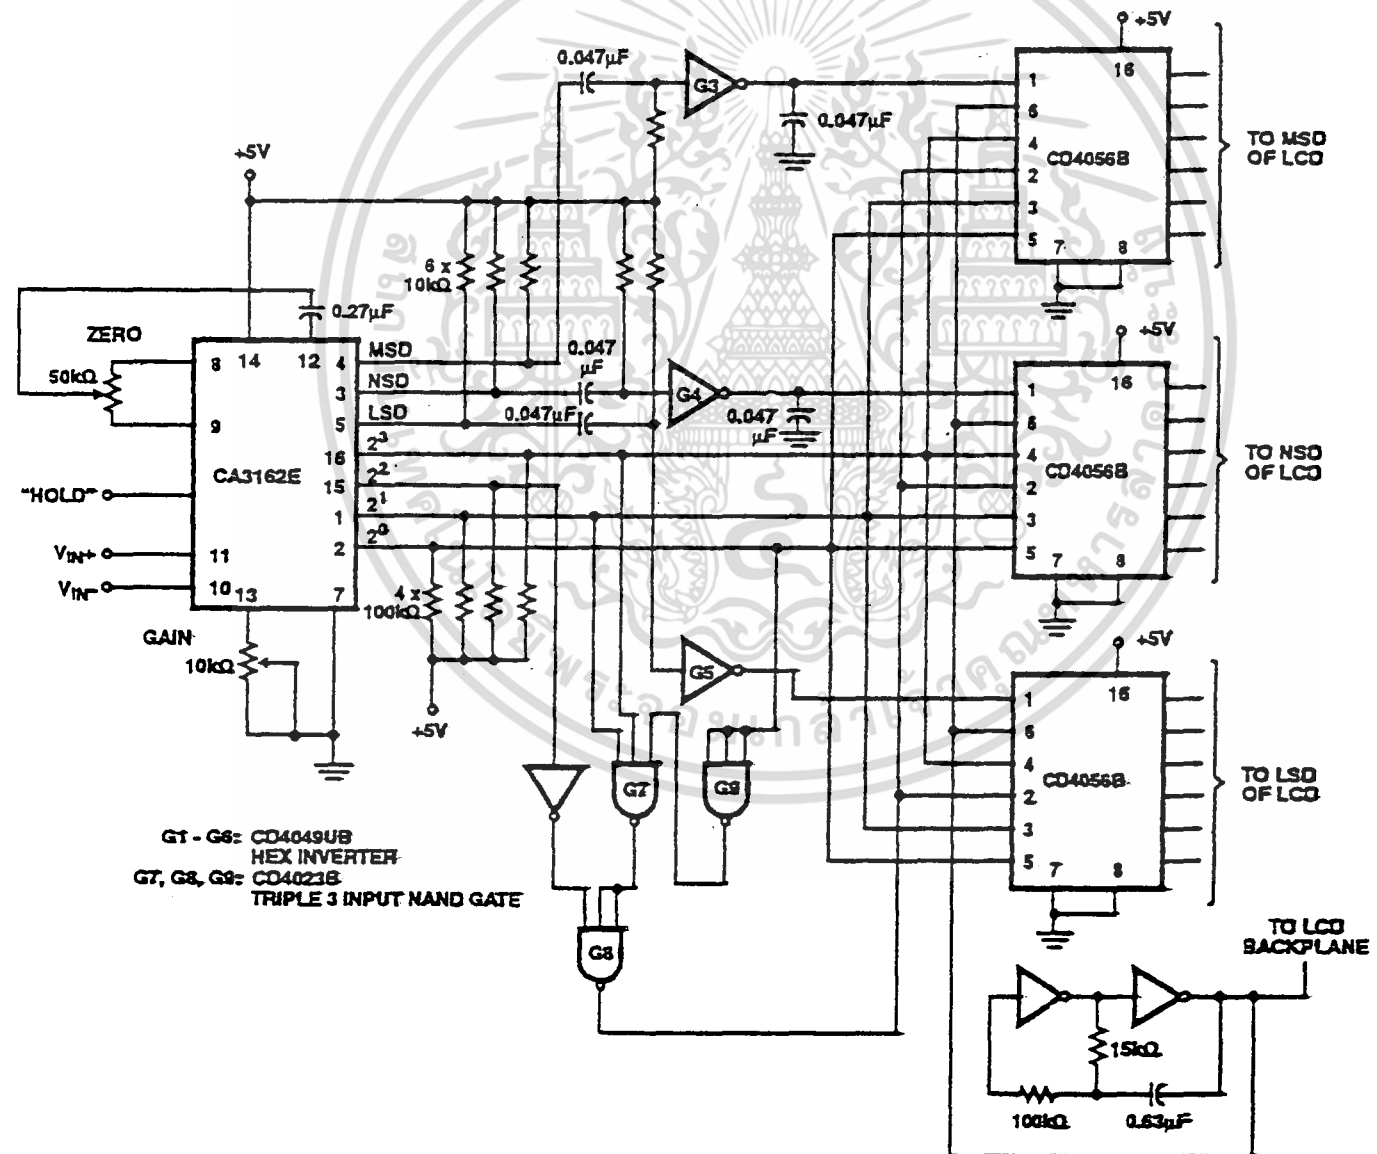 +5V
0.047µF
G3
0.047µF
16
1
6
4
2
3
5
7
8
CD4056B
TO MSD
OF LCD
+5V
6 x
10kΩ
0.27µF
ZERO
50kΩ
8
14
12
4
MSD
3
NSD
5
LSD
9
16
2³
15
2²
1
2¹
2
2⁰
CA3162E
"HOLD"
VIN+
11
VIN-
10
13
7
0.047
µF
0.047µF
G4
0.047
µF
+5V
16
1
6
4
2
3
5
7
8
CD4056B
TO NSD
OF LCD
4 x
100kΩ
GAIN
10kΩ
+5V
G5
G7
G9
G8
+5V
16
1
6
4
2
3
5
7
8
CD4056B
TO LSD
OF LCD
G1 - G6: CD4049UB
HEX INVERTER
G7, G8, G9: CD4023B
TRIPLE 3 INPUT NAND GATE
TO LCD
BACKPLANE
15kΩ
100kΩ
0.63µF